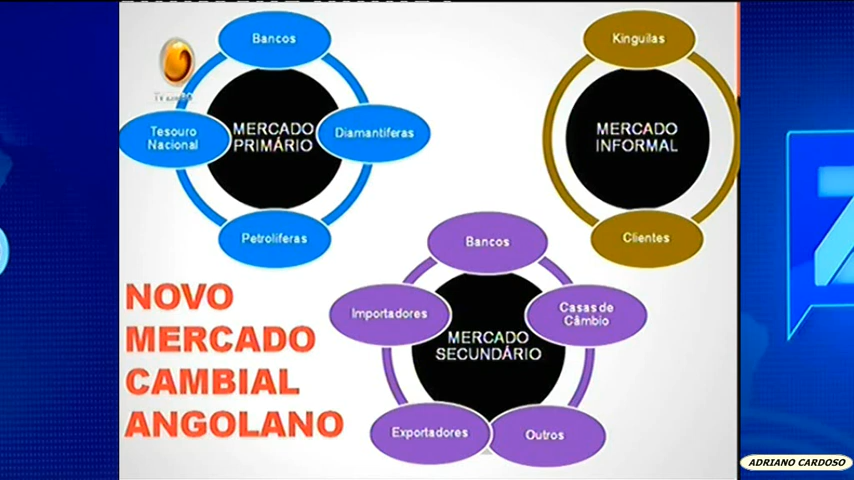 Bancos
Tesouro
Nacional
MERCADO
PRIMÁRIO
Diamantíferas
Petrolíferas
Kinguilas
MERCADO
INFORMAL
Clientes
Bancos
Importadores
Casas de
Câmbio
MERCADO
SECUNDÁRIO
Exportadores
Outros
NOVO
MERCADO
CAMBIAL
ANGOLANO
ADRIANO CARDOSO